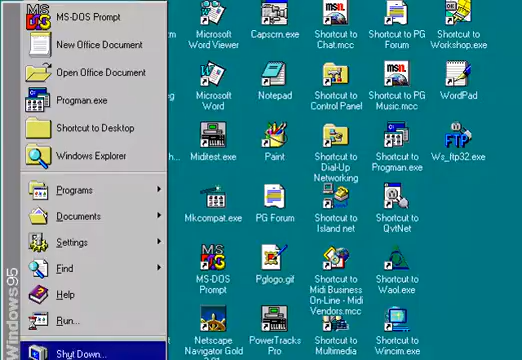 MS-DOS Prompt
New Office Document
Open Office Document
Progman.exe
Shortcut to Desktop
Windows Explorer
Programs
Documents
Settings
Find
Help
Run...
Shut Down...
Windows95
Microsoft
Word Viewer
Capscrn.exe
Shortcut to
Chat.mcc
Shortcut to PG
Forum
Shortcut to
Workshop.exe
Microsoft
Word
Notepad
Shortcut to
Control Panel
Shortcut to PG
Music.mcc
WordPad
Miditest.exe
Paint
Shortcut to
Dial-Up
Networking
Shortcut to
Progman.exe
Ws_ftp32.exe
FTP
Mkcompat.exe
PG Forum
Shortcut to
Island net
Shortcut to
QvtNet
MS-DOS
Prompt
Pglogo.gif
Shortcut to
Midi Business
On-Line - Midi
Vendors.mcc
Shortcut to
Waol.exe
Netscape
Navigator Gold
PowerTracks
Pro
Shortcut to
Multimedia
Shortcut to
Wincim.exe